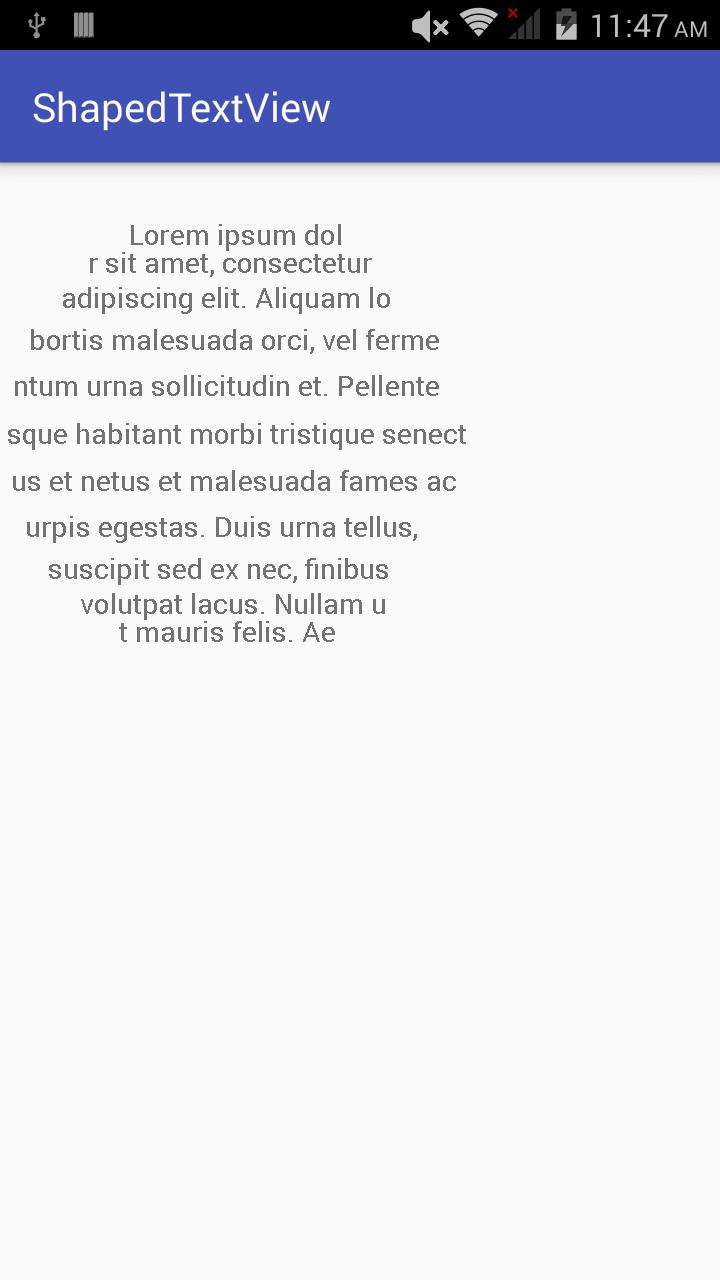 11:47 AM
ShapedTextView
Lorem ipsum dol
r sit amet, consectetur
adipiscing elit. Aliquam lo
bortis malesuada orci, vel ferme
ntum urna sollicitudin et. Pellente
sque habitant morbi tristique senect
us et netus et malesuada fames ac
urpis egestas. Duis urna tellus,
suscipit sed ex nec, finibus
volutpat lacus. Nullam u
t mauris felis. Ae